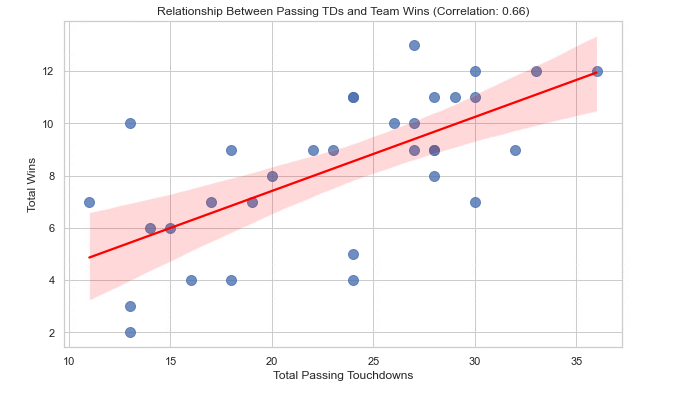 Relationship Between Passing TDs and Team Wins (Correlation: 0.66)
Total Wins
12
10
8
6
4
2
10 15 20 25 30 35
Total Passing Touchdowns